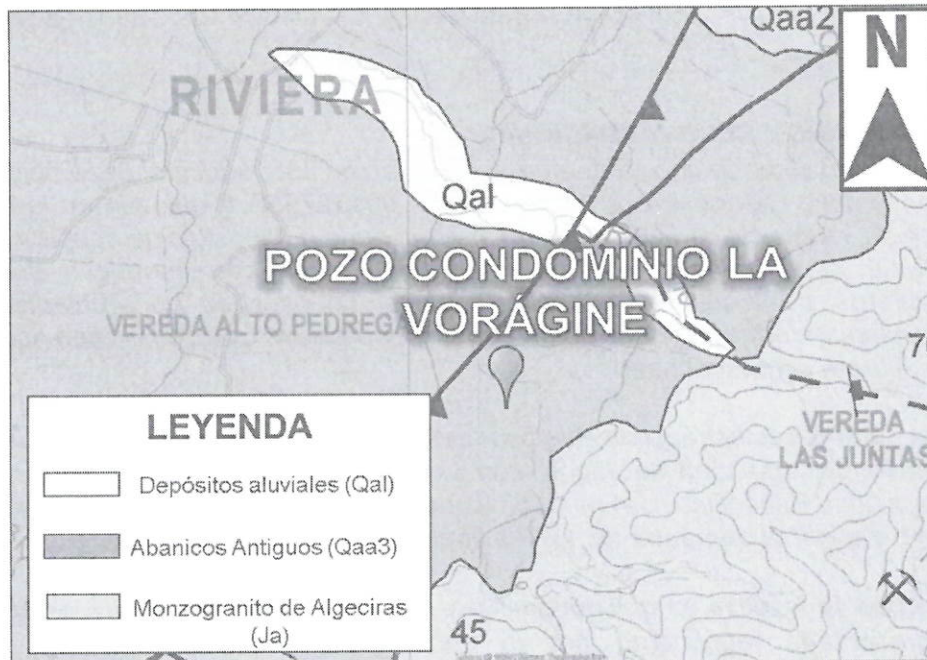 Qaa2
N
RIVIERA
Qal
POZO CONDOMINIO LA
VORÁGINE
VEREDA ALTO PEDREGA
7
VEREDA
LAS JUNTAS
LEYENDA
Depósitos aluviales (Qal)
Abanicos Antiguos (Qaa3)
Monzogranito de Algeciras
(Ja)
45